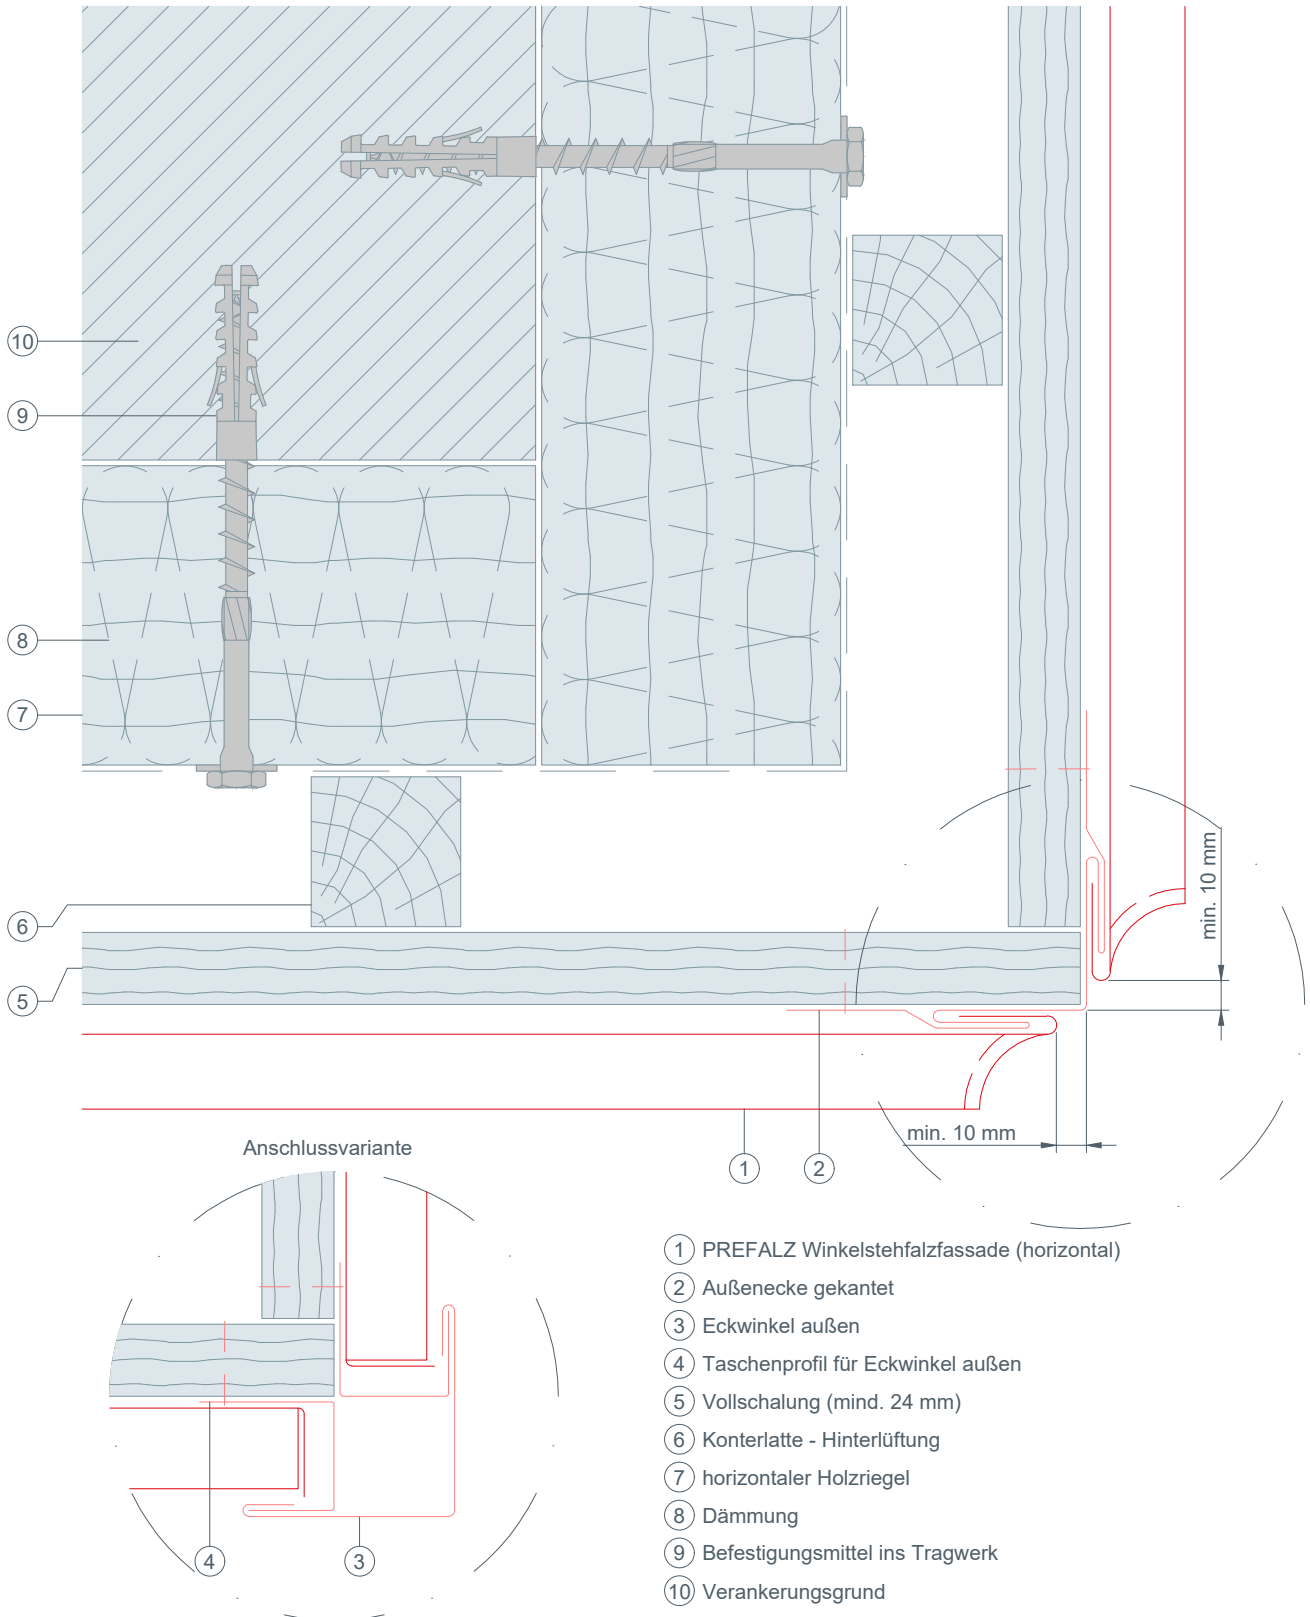 10
9
8
7
6
5
min. 10 mm
min. 10 mm
1
2
Anschlussvariante
4
3
1 PREFALZ Winkelstehfalzfassade (horizontal)
2 Außenecke gekantet
3 Eckwinkel außen
4 Taschenprofil für Eckwinkel außen
5 Vollschalung (mind. 24 mm)
6 Konterlatte - Hinterlüftung
7 horizontaler Holzriegel
8 Dämmung
9 Befestigungsmittel ins Tragwerk
10 Verankerungsgrund